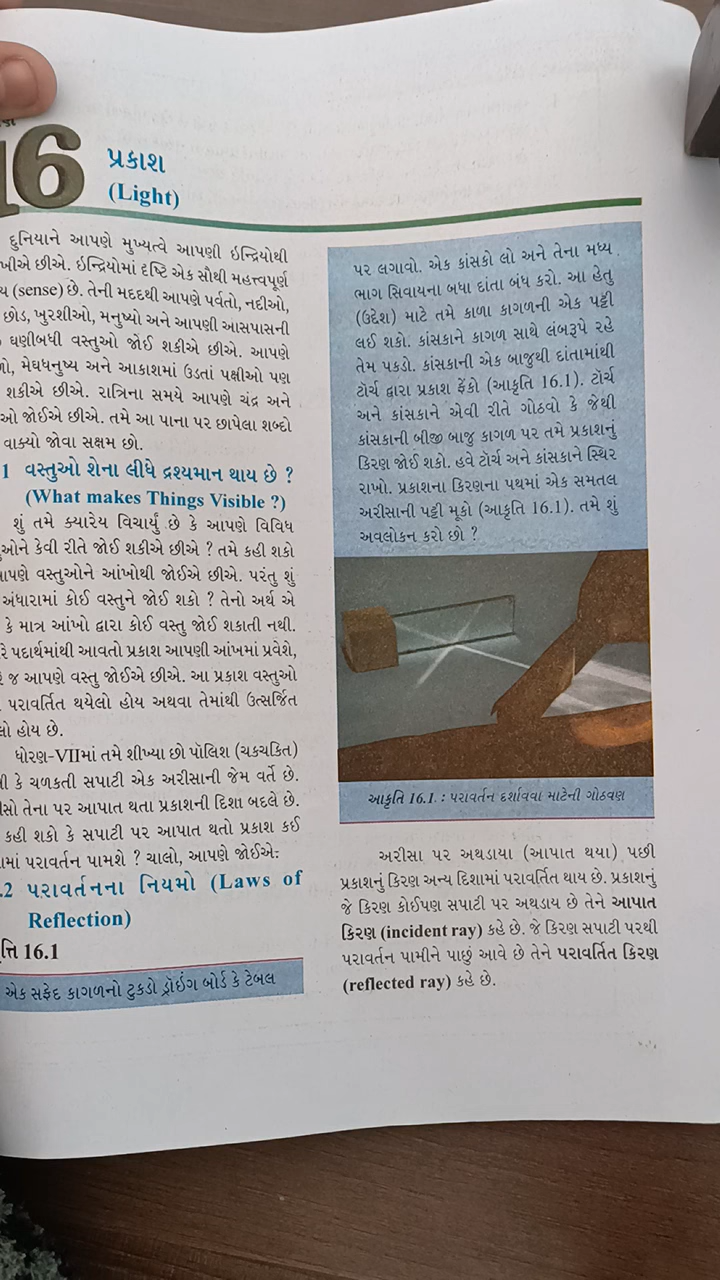 16
પ્રકાશ
(Light)
દુનિયાને આપણે મુખ્યત્વે આપણી ઇન્દ્રિયોથી
છીએ. ઇન્દ્રિયોમાં દૃષ્ટિ એક સૌથી મહત્ત્વપૂર્ણ
(sense) છે. તેની મદદથી આપણે પર્વતો, નદીઓ,
છોડ, ખુરશીઓ, મનુષ્યો અને આપણી આસપાસની
ઘણીબધી વસ્તુઓ જોઈ શકીએ છીએ. આપણે
મેઘધનુષ્ય અને આકાશમાં ઉડતાં પક્ષીઓ પણ
શકીએ છીએ. રાત્રિના સમયે આપણે ચંદ્ર અને
જોઈએ છીએ. તમે આ પાના પર છાપેલા શબ્દો
વાક્યો જોવા સક્ષમ છો.
1 વસ્તુઓ શેના લીધે દ્રશ્યમાન થાય છે ?
(What makes Things Visible ?)
શું તમે ક્યારેય વિચાર્યું છે કે આપણે વિવિધ
કેવી રીતે જોઈ શકીએ છીએ ? તમે કહી શકો
આપણે વસ્તુઓને આંખોથી જોઈએ છીએ. પરંતુ શું
અંધારામાં કોઈ વસ્તુને જોઈ શકો ? તેનો અર્થ એ
કે માત્ર આંખો દ્વારા કોઈ વસ્તુ જોઈ શકાતી નથી.
પદાર્થમાંથી આવતો પ્રકાશ આપણી આંખમાં પ્રવેશે,
જ આપણે વસ્તુ જોઈએ છીએ. આ પ્રકાશ વસ્તુઓ
પરાવર્તિત થયેલો હોય અથવા તેમાંથી ઉત્સર્જિત
હોય છે.
ધોરણ-VIIમાં તમે શીખ્યા છો પૉલિશ (ચકચકિત)
કે ચળકતી સપાટી એક અરીસાની જેમ વર્તે છે.
તેના પર આપાત થતા પ્રકાશની દિશા બદલે છે.
કહી શકો કે સપાટી પર આપાત થતો પ્રકાશ કઈ
પરાવર્તન પામશે ? ચાલો, આપણે જોઈએ:
.2 પરાવર્તનના નિયમો (Laws of
Reflection)
16.1
એક સફેદ કાગળનો ટુકડો ડ્રૉઇંગ બોર્ડ કે ટેબલ
પર લગાવો. એક કાંસકો લો અને તેના મધ્ય
ભાગ સિવાયના બધા દાંતા બંધ કરો. આ હેતુ
(ઉદેશ) માટે તમે કાળા કાગળની એક પટ્ટી
લઈ શકો. કાંસકાને કાગળ સાથે લંબરૂપે રહે
તેમ પકડો. કાંસકાની એક બાજુથી દાંતામાંથી
ટૉર્ચ દ્વારા પ્રકાશ ફેંકો (આકૃતિ 16.1). ટૉર્ચ
અને કાંસકાને એવી રીતે ગોઠવો કે જેથી
કાંસકાની બીજી બાજુ કાગળ પર તમે પ્રકાશનું
કિરણ જોઈ શકો. હવે ટૉર્ચ અને કાંસકાને સ્થિર
રાખો. પ્રકાશના કિરણના પથમાં એક સમતલ
અરીસાની પટ્ટી મૂકો (આકૃતિ 16.1). તમે શું
અવલોકન કરો છો ?
આકૃતિ 16.1. : પરાવર્તન દર્શાવવા માટેની ગોઠવણ
અરીસા પર અથડાયા (આપાત થયા) પછી
પ્રકાશનું કિરણ અન્ય દિશામાં પરાવર્તિત થાય છે. પ્રકાશનું
જે કિરણ કોઈપણ સપાટી પર અથડાય છે તેને આપાત
કિરણ (incident ray) કહે છે. જે કિરણ સપાટી પરથી
પરાવર્તન પામીને પાછું આવે છે તેને પરાવર્તિત કિરણ
(reflected ray) કહે છે.